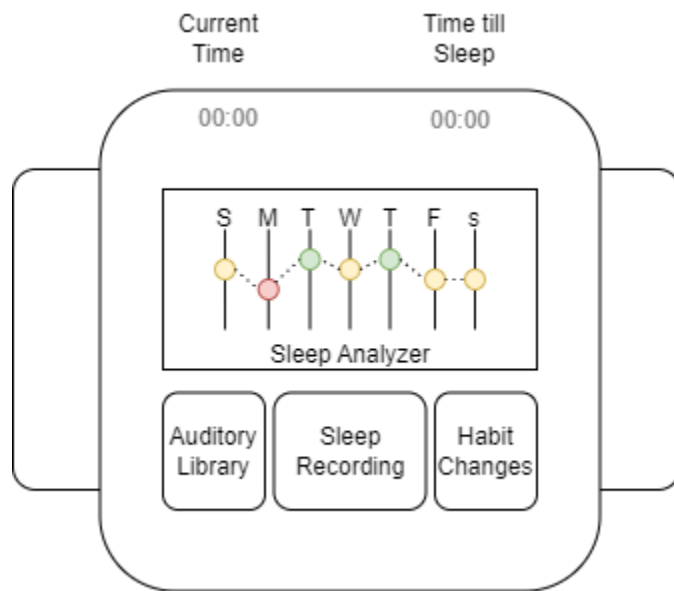 Current Time till
Time Sleep
00:00 00:00
S M T W T F s
Sleep Analyzer
Auditory Sleep Habit
Library Recording Changes